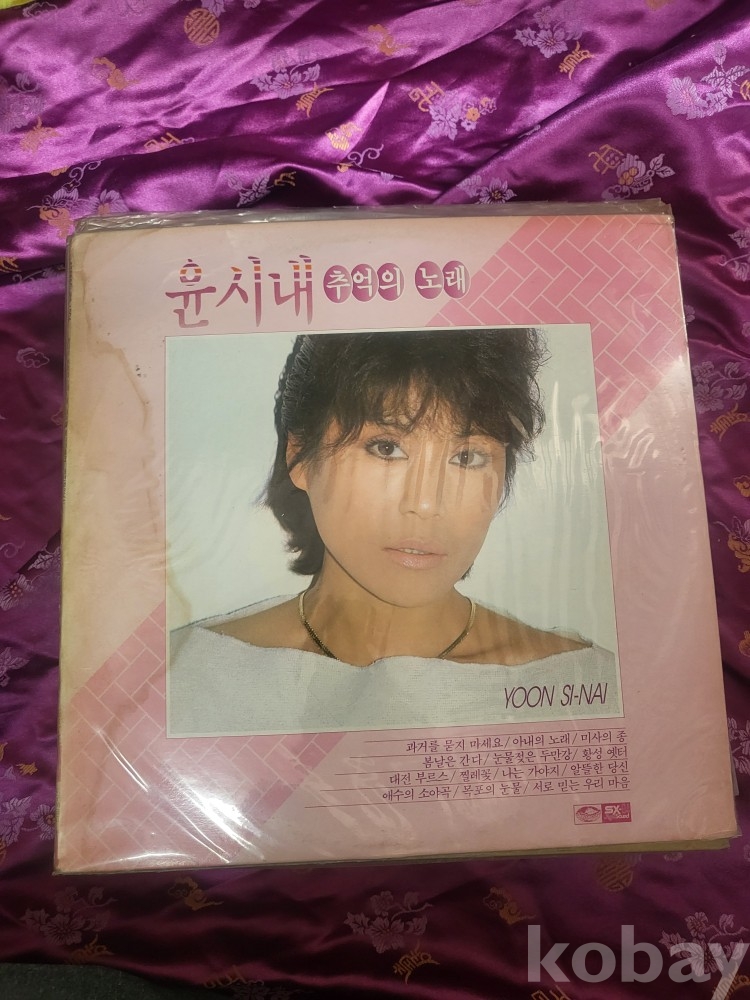 윤시내 추억의 노래
YOON SI-NAI
과거를 묻지 마세요/아내의 노래/미사의 종
봄날은 간다/눈물젖은 두만강/황성 옛터
대전 부르스/찔레꽃/나는 가야지/알뜰한 당신
애수의 소야곡/목포의 눈물/서로 믿는 우리 마음
SX
kobay